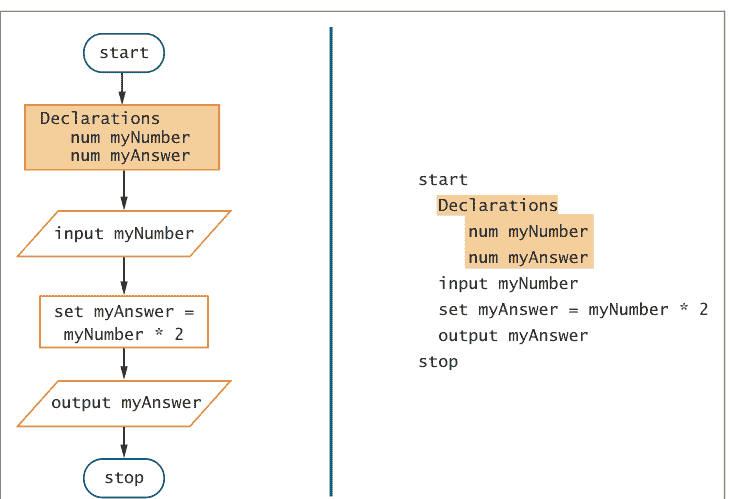 start
Declarations
num myNumber
num myAnswer
input myNumber
set myAnswer =
myNumber * 2
output myAnswer
stop
start
Declarations
num myNumber
num myAnswer
input myNumber
set myAnswer = myNumber * 2
output myAnswer
stop